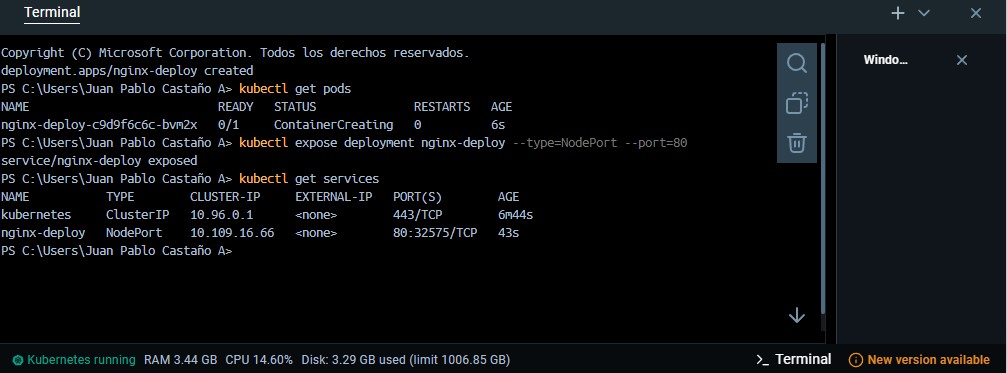 Terminal
Copyright (C) Microsoft Corporation. Todos los derechos reservados.
deployment.apps/nginx-deploy created
PS C:\Users\Juan Pablo Castaño A> kubectl get pods
NAME READY STATUS RESTARTS AGE
nginx-deploy-c9d9f6c6c-bvm2x 0/1 ContainerCreating 0 6s
PS C:\Users\Juan Pablo Castaño A> kubectl expose deployment nginx-deploy --type=NodePort --port=80
service/nginx-deploy exposed
PS C:\Users\Juan Pablo Castaño A> kubectl get services
NAME TYPE CLUSTER-IP EXTERNAL-IP PORT(S) AGE
kubernetes ClusterIP 10.96.0.1 <none> 443/TCP 6m44s
nginx-deploy NodePort 10.109.16.66 <none> 80:32575/TCP 43s
PS C:\Users\Juan Pablo Castaño A>
Windo...
Kubernetes running RAM 3.44 GB CPU 14.60% Disk: 3.29 GB used (limit 1006.85 GB) Terminal New version available